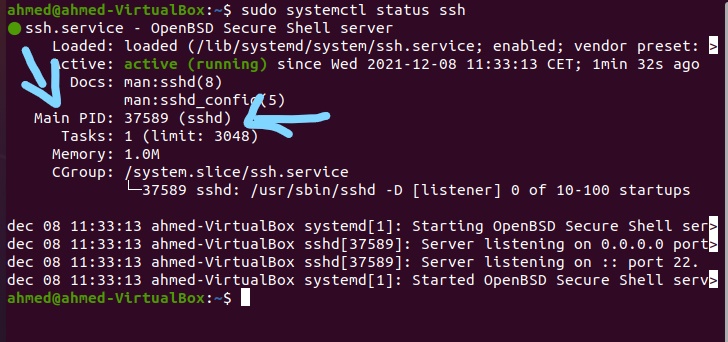 ahmed@ahmed-VirtualBox:~$ sudo systemctl status ssh
● ssh.service - OpenBSD Secure Shell server
Loaded: loaded (/lib/systemd/system/ssh.service; enabled; vendor preset: >
Active: active (running) since Wed 2021-12-08 11:33:13 CET; 1min 32s ago
Docs: man:sshd(8)
man:sshd_config(5)
Main PID: 37589 (sshd)
Tasks: 1 (limit: 3048)
Memory: 1.0M
CGroup: /system.slice/ssh.service
└─37589 sshd: /usr/sbin/sshd -D [listener] 0 of 10-100 startups
dec 08 11:33:13 ahmed-VirtualBox systemd[1]: Starting OpenBSD Secure Shell ser>
dec 08 11:33:13 ahmed-VirtualBox sshd[37589]: Server listening on 0.0.0.0 port>
dec 08 11:33:13 ahmed-VirtualBox sshd[37589]: Server listening on :: port 22.
dec 08 11:33:13 ahmed-VirtualBox systemd[1]: Started OpenBSD Secure Shell serv>
ahmed@ahmed-VirtualBox:~$